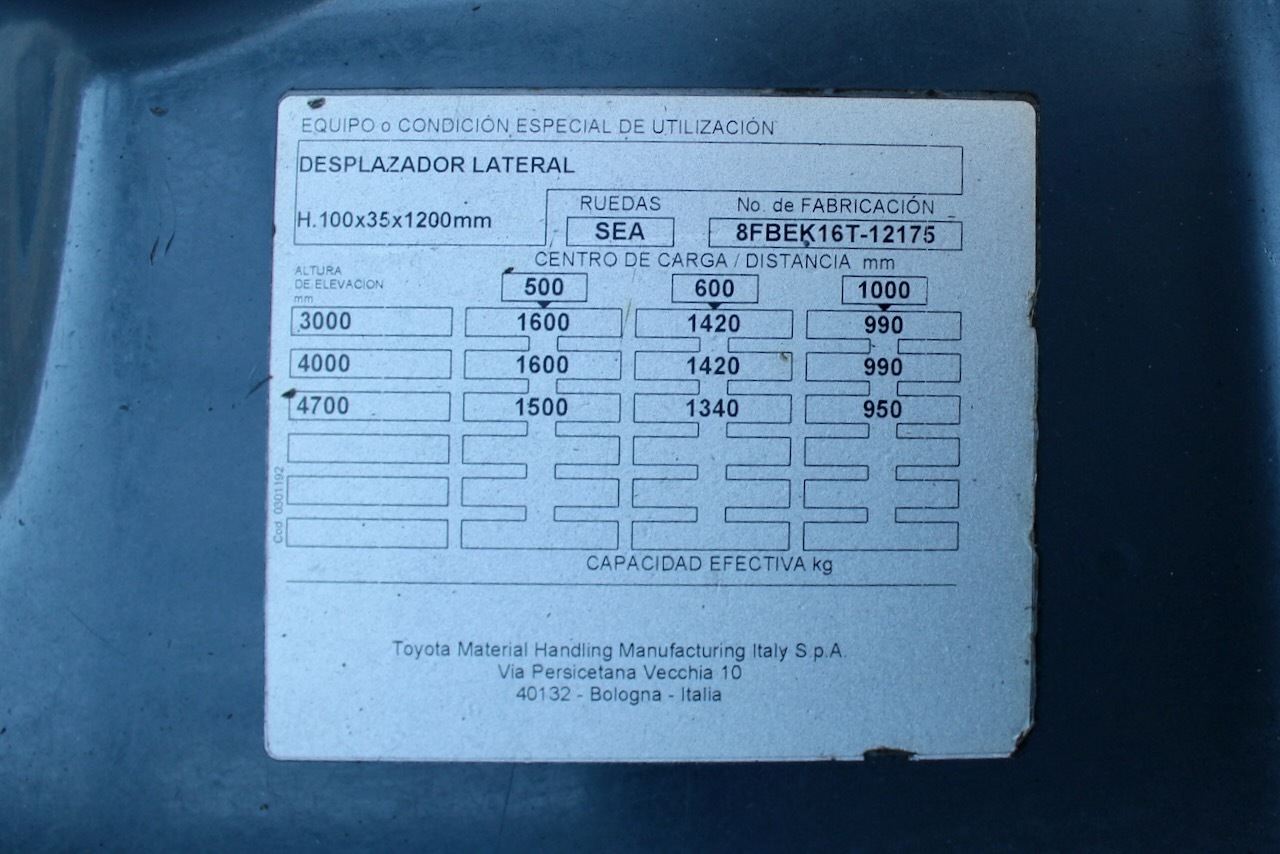 EQUIPO o CONDICIÓN ESPECIAL DE UTILIZACIÓN
DESPLAZADOR LATERAL
H.100x35x1200mm
RUEDAS
SEA
No. de FABRICACIÓN
8FBEK16T-12175
CENTRO DE CARGA / DISTANCIA mm
ALTURA
DE ELEVACION
mm
500 600 1000
3000 1600 1420 990
4000 1600 1420 990
4700 1500 1340 950
CAPACIDAD EFECTIVA kg
Cod. 0301192
Toyota Material Handling Manufacturing Italy S.p.A.
Via Persicetana Vecchia 10
40132 - Bologna - Italia